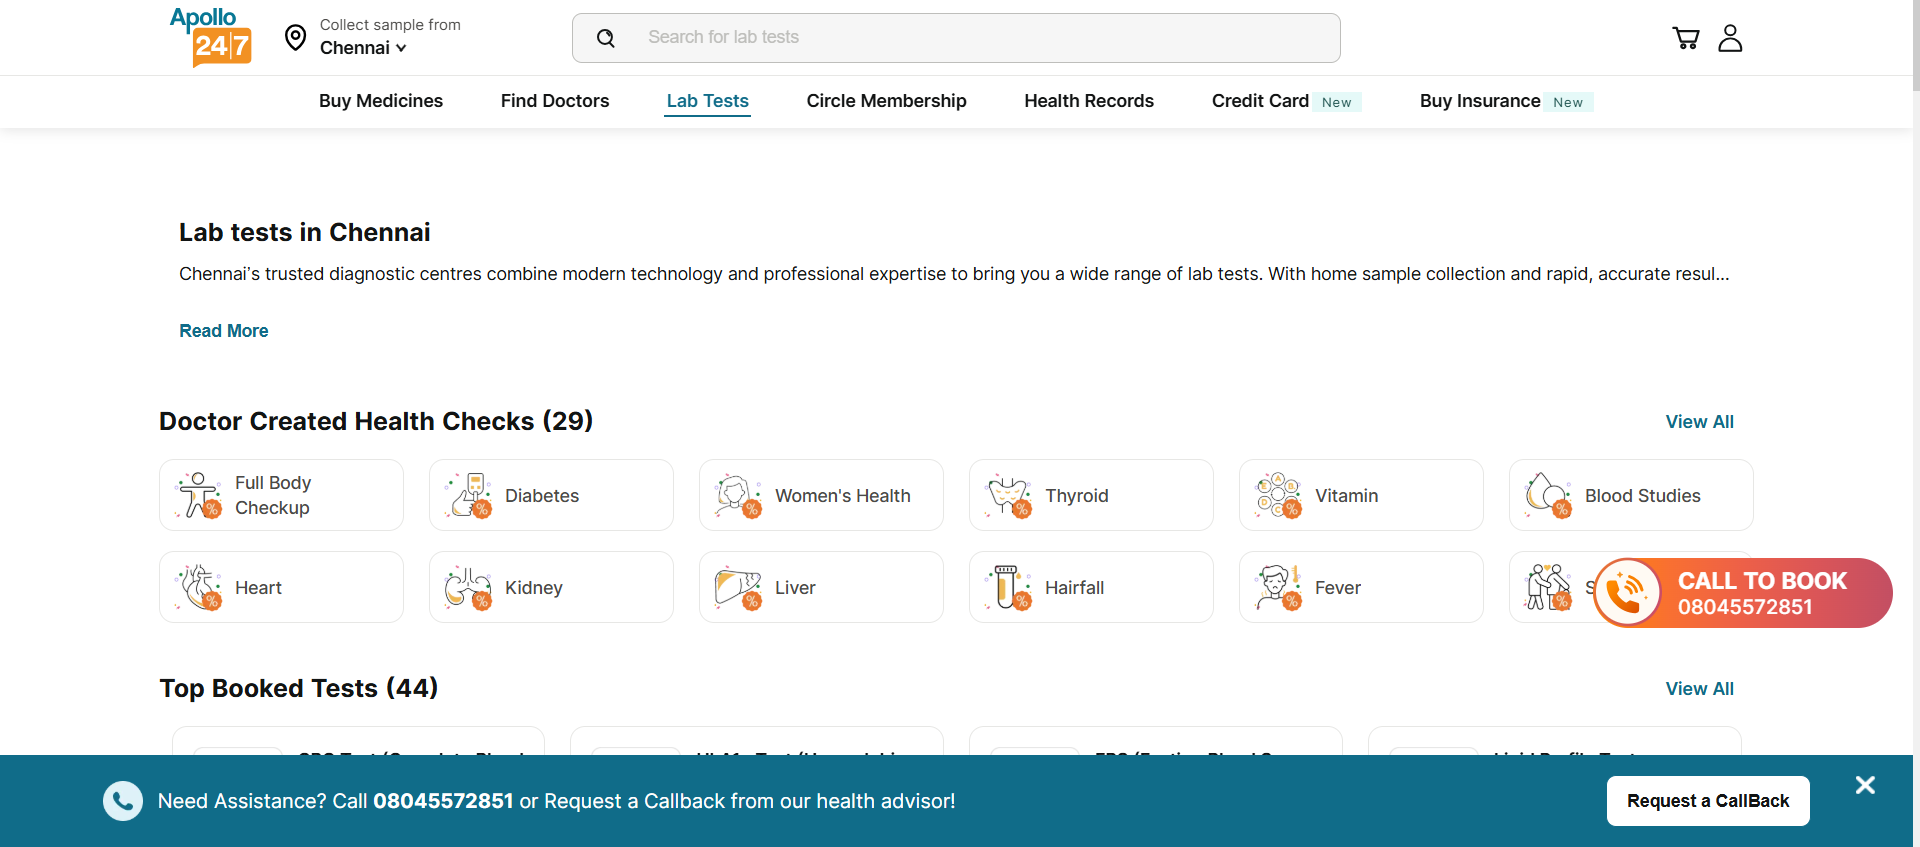 Apollo
24|7
Collect sample from
Chennai
Search for lab tests
Buy Medicines
Find Doctors
Lab Tests
Circle Membership
Health Records
Credit Card New
Buy Insurance New
Lab tests in Chennai
Chennai's trusted diagnostic centres combine modern technology and professional expertise to bring you a wide range of lab tests. With home sample collection and rapid, accurate resul...
Read More
Doctor Created Health Checks (29)
View All
Full Body
Checkup
Diabetes
Women's Health
Thyroid
Vitamin
Blood Studies
Heart
Kidney
Liver
Hairfall
Fever
CALL TO BOOK
08045572851
Top Booked Tests (44)
View All
Need Assistance? Call 08045572851 or Request a Callback from our health advisor!
Request a CallBack